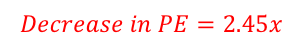 Decrease in PE = 2.45x